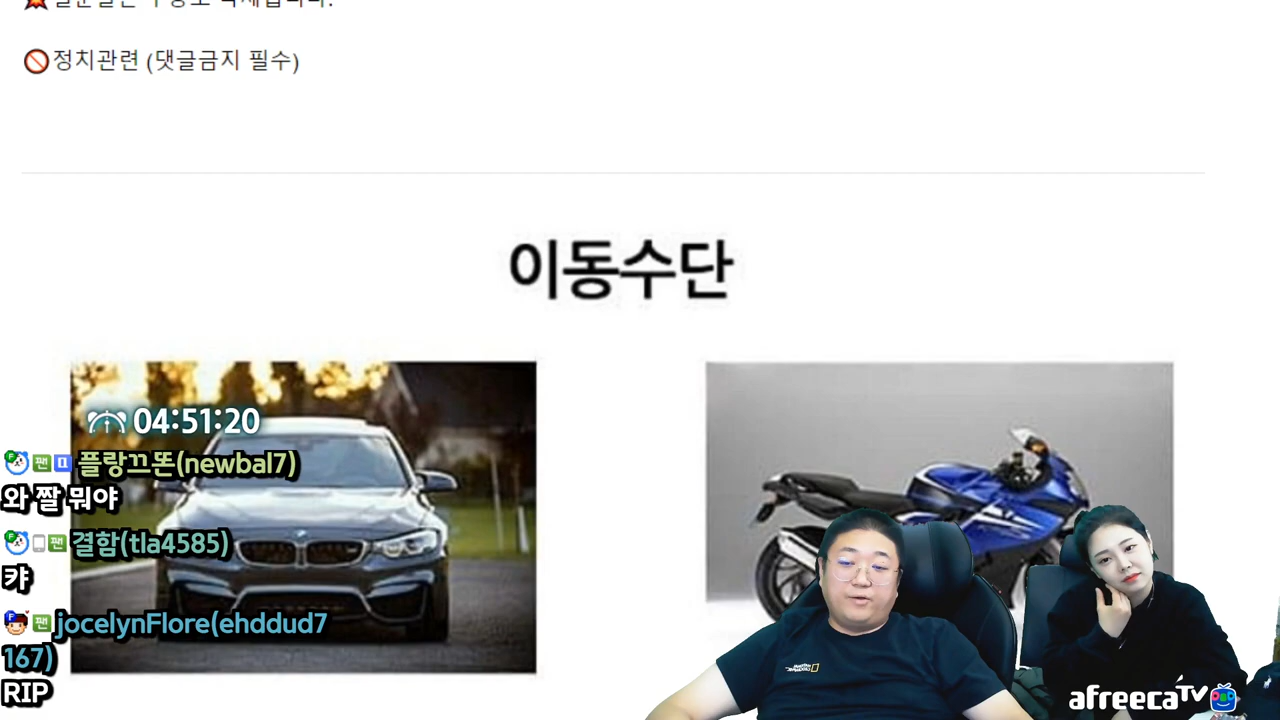 정치관련 (댓글금지 필수)
이동수단
04:51:20
플랑끄똔(newbal7)
와 짤 뭐야
결함(tla4585)
캬
jocelynFlore(ehddud7
167)
RIP
afreecaTV